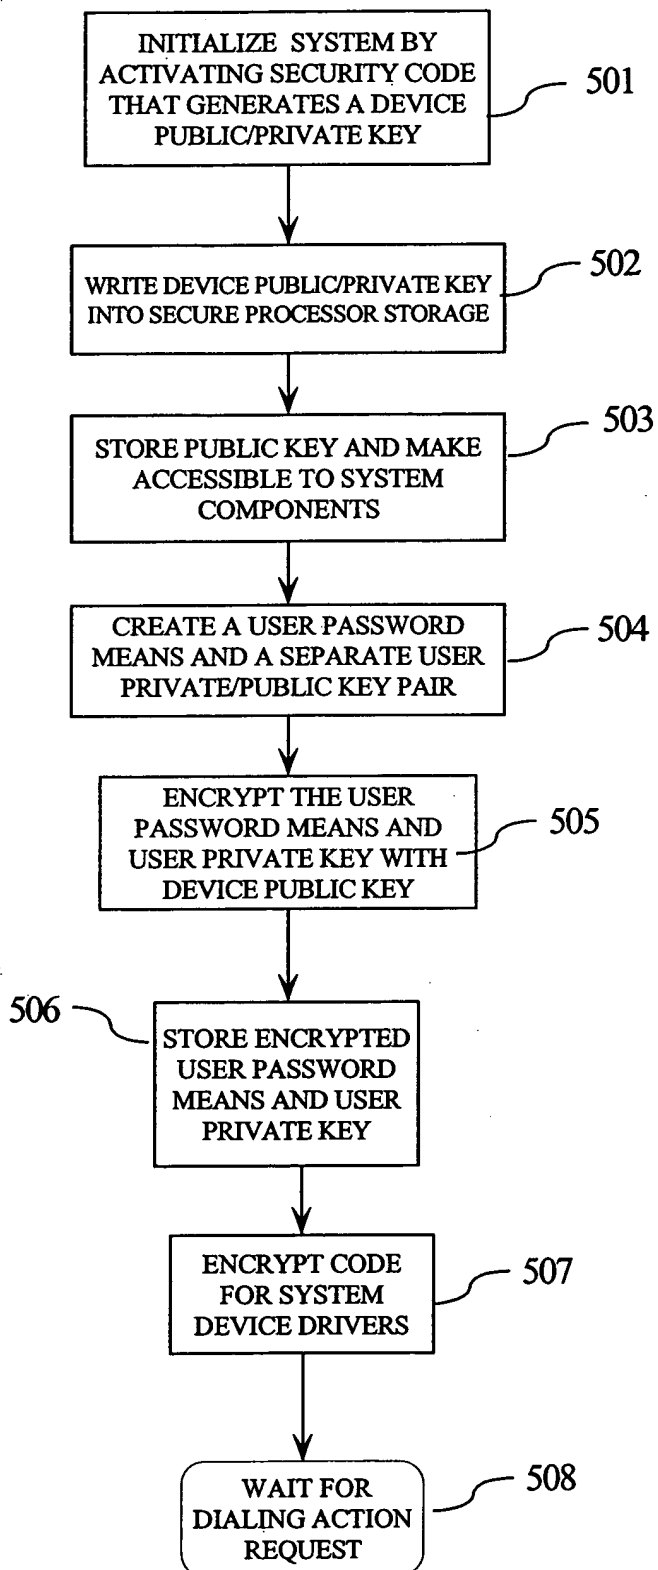 INITIALIZE SYSTEM BY
ACTIVATING SECURITY CODE
THAT GENERATES A DEVICE
PUBLIC/PRIVATE KEY
501
WRITE DEVICE PUBLIC/PRIVATE KEY
INTO SECURE PROCESSOR STORAGE
502
STORE PUBLIC KEY AND MAKE
ACCESSIBLE TO SYSTEM
COMPONENTS
503
CREATE A USER PASSWORD
MEANS AND A SEPARATE USER
PRIVATE/PUBLIC KEY PAIR
504
ENCRYPT THE USER
PASSWORD MEANS AND
USER PRIVATE KEY WITH
DEVICE PUBLIC KEY
505
506
STORE ENCRYPTED
USER PASSWORD
MEANS AND USER
PRIVATE KEY
ENCRYPT CODE
FOR SYSTEM
DEVICE DRIVERS
507
WAIT FOR
DIALING ACTION
REQUEST
508